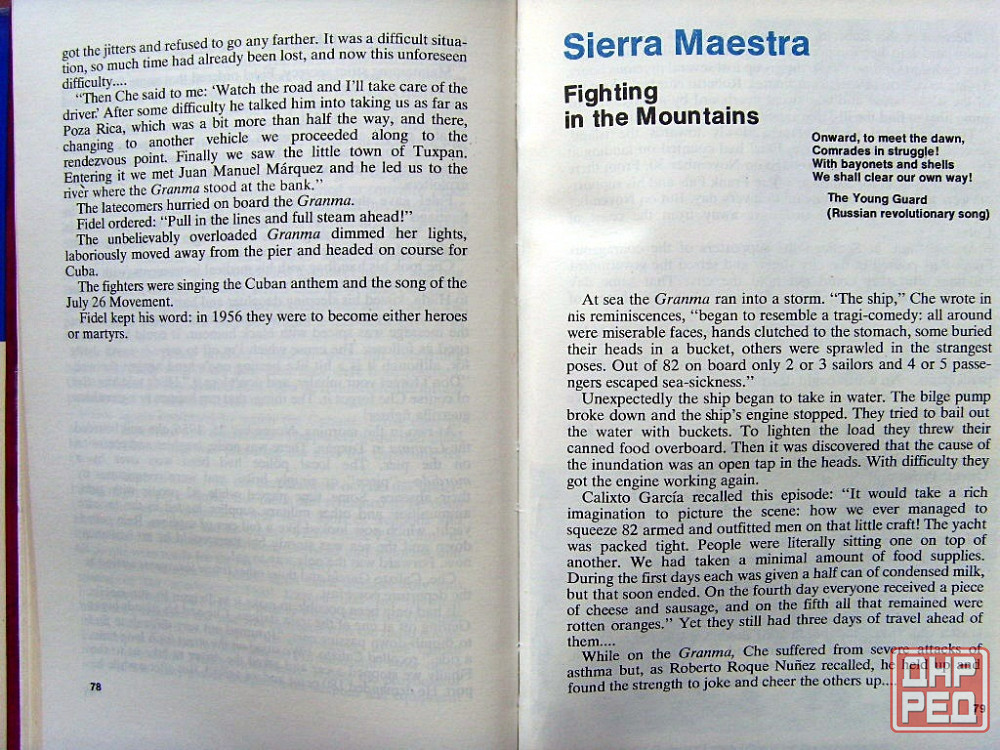 got the jitters and refused to go any farther. It was a difficult situa-
tion, so much time had already been lost, and now this unforeseen
difficulty....
"Then Che said to me: 'Watch the road and I'll take care of the
driver.' After some difficulty he talked him into taking us as far as
Poza Rica, which was a bit more than half the way, and there,
changing to another vehicle we proceeded along to the
rendezvous point. Finally we saw the little town of Tuxpan.
Entering it we met Juan Manuel Márquez and he led us to the
river where the Granma stood at the bank."
The latecomers hurried on board the Granma.
Fidel ordered: "Pull in the lines and full steam ahead!"
The unbelievably overloaded Granma dimmed her lights,
laboriously moved away from the pier and headed on course for
Cuba.
The fighters were singing the Cuban anthem and the song of the
July 26 Movement.
Fidel kept his word: in 1956 they were to become either heroes
or martyrs.
78
Sierra Maestra
Fighting
in the Mountains
Onward, to meet the dawn,
Comrades in struggle!
With bayonets and shells
We shall clear our own way!
The Young Guard
(Russian revolutionary song)
At sea the Granma ran into a storm. "The ship," Che wrote in
his reminiscences, "began to resemble a tragi-comedy: all around
were miserable faces, hands clutched to the stomach, some buried
their heads in a bucket, others were sprawled in the strangest
poses. Out of 82 on board only 2 or 3 sailors and 4 or 5 passe-
ngers escaped sea-sickness."
Unexpectedly the ship began to take in water. The bilge pump
broke down and the ship's engine stopped. They tried to bail out
the water with buckets. To lighten the load they threw their
canned food overboard. Then it was discovered that the cause of
the inundation was an open tap in the heads. With difficulty they
got the engine working again.
Calixto García recalled this episode: "It would take a rich
imagination to picture the scene: how we ever managed to
squeeze 82 armed and outfitted men on that little craft! The yacht
was packed tight. People were literally sitting one on top of
another. We had taken a minimal amount of food supplies.
During the first days each was given a half can of condensed milk,
but that soon ended. On the fourth day everyone received a piece
of cheese and sausage, and on the fifth all that remained were
rotten oranges." Yet they still had three days of travel ahead of
them....
While on the Granma, Che suffered from severe attacks of
asthma but, as Roberto Roque Nuñez recalled, he held up and
found the strength to joke and cheer the others up....
79
ДАР
РЕД